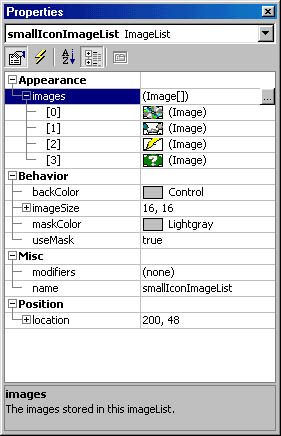 Properties
smallIconImageList ImageList
Appearance
images (Image[])
[0] (Image)
[1] (Image)
[2] (Image)
[3] (Image)
Behavior
backColor Control
imageSize 16, 16
maskColor Lightgray
useMask true
Misc
modifiers (none)
name smallIconImageList
Position
location 200, 48
images
The images stored in this imageList.